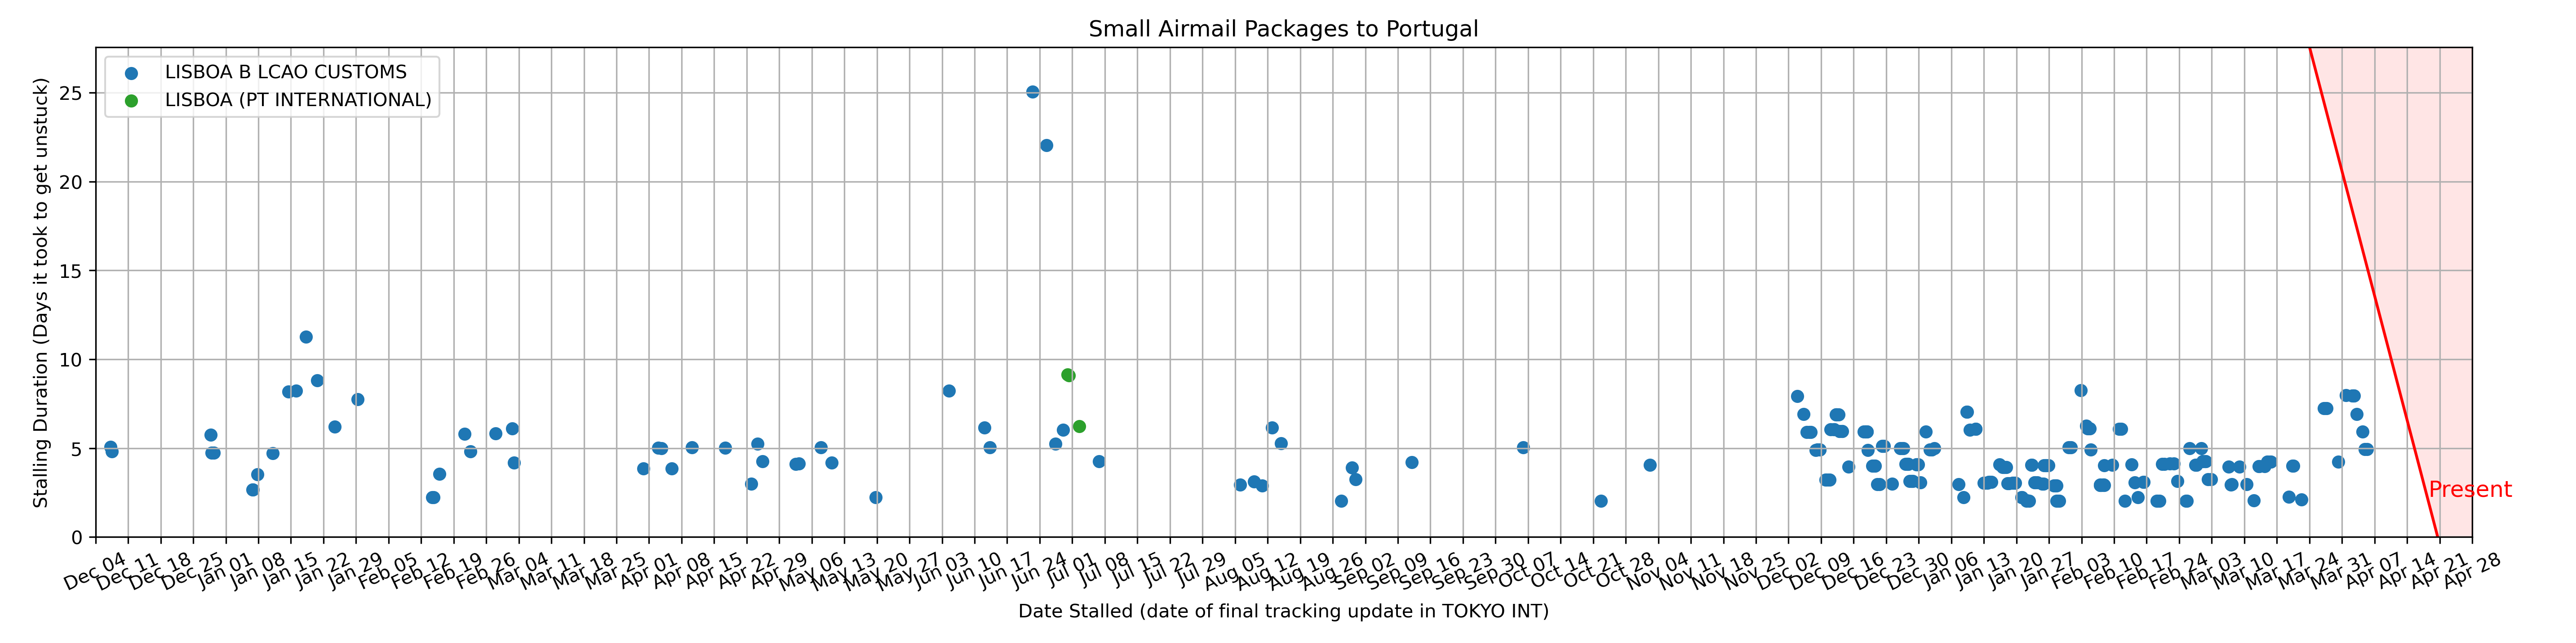 Small Airmail Packages to Portugal
LISBOA B LCAO CUSTOMS
LISBOA (PT INTERNATIONAL)
Stalling Duration (Days it took to get unstuck)
25
20
15
10
5
0
Present
Dec 04 Dec 11 Dec 18 Dec 25 Jan 01 Jan 08 Jan 15 Jan 22 Jan 29 Feb 05 Feb 12 Feb 19 Feb 26 Mar 04 Mar 11 Mar 18 Mar 25 Apr 01 Apr 08 Apr 15 Apr 22 Apr 29 May 06 May 13 May 20 May 27 Jun 03 Jun 10 Jun 17 Jun 24 Jul 01 Jul 08 Jul 15 Jul 22 Jul 29 Aug 05 Aug 12 Aug 19 Aug 26 Sep 02 Sep 09 Sep 16 Sep 23 Sep 30 Oct 07 Oct 14 Oct 21 Oct 28 Nov 04 Nov 11 Nov 18 Nov 25 Dec 02 Dec 09 Dec 16 Dec 23 Dec 30 Jan 06 Jan 13 Jan 20 Jan 27 Feb 03 Feb 10 Feb 17 Feb 24 Mar 03 Mar 10 Mar 17 Mar 24 Mar 31 Apr 07 Apr 14 Apr 21 Apr 28
Date Stalled (date of final tracking update in TOKYO INT)